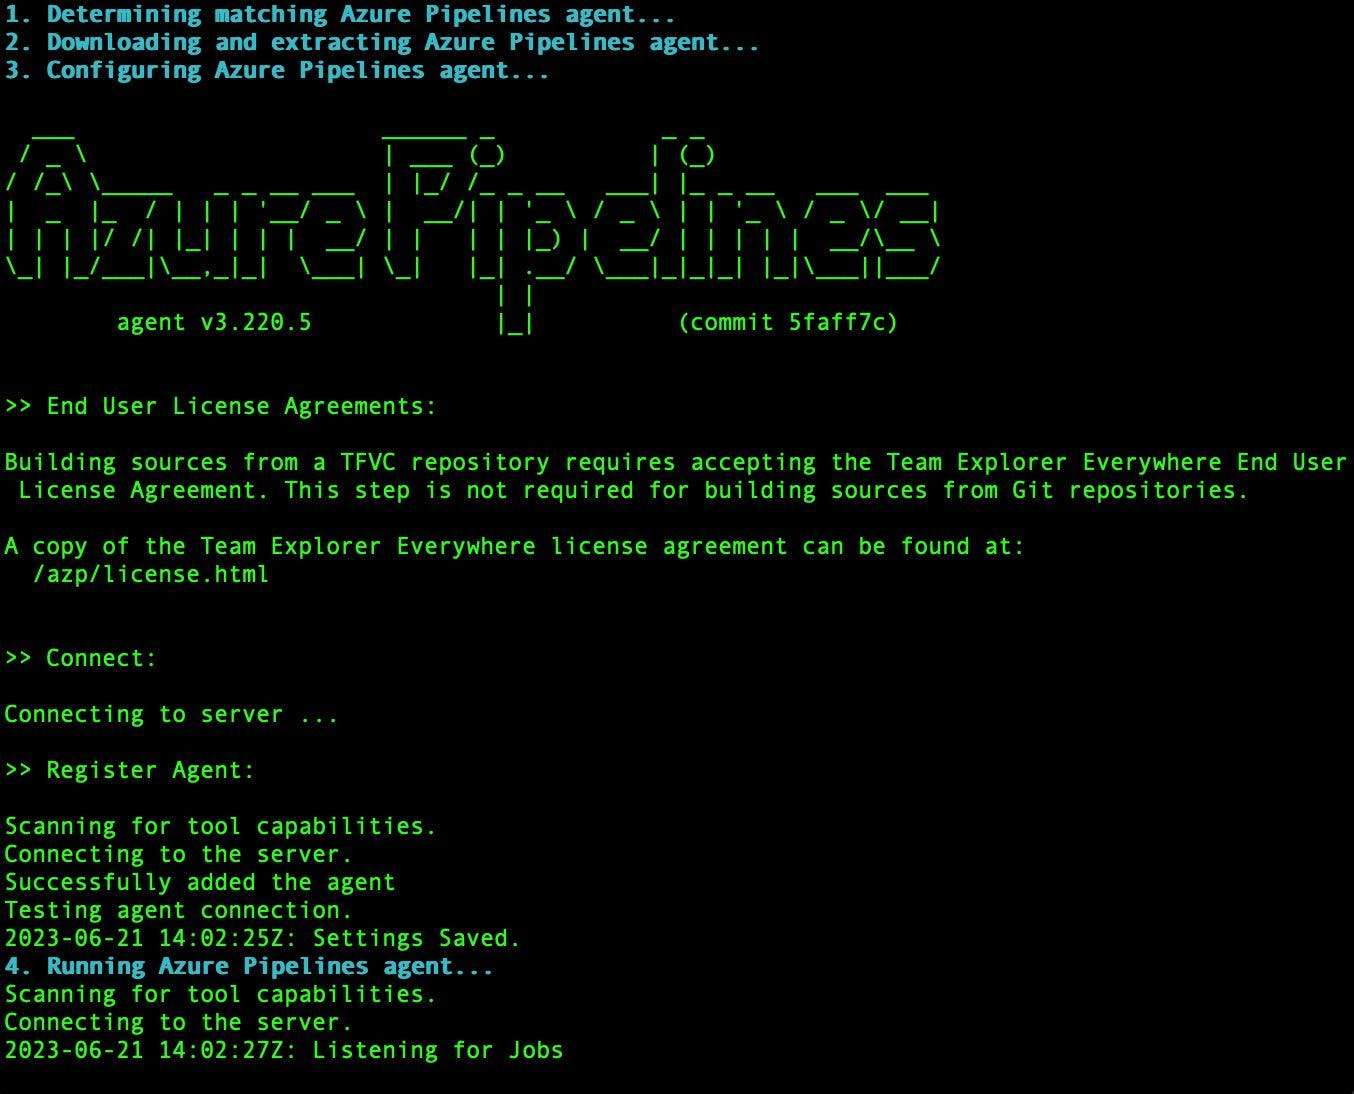 1. Determining matching Azure Pipelines agent...
2. Downloading and extracting Azure Pipelines agent...
3. Configuring Azure Pipelines agent...
AzurePipelines
agent v3.220.5 (commit 5faff7c)
>> End User License Agreements:
Building sources from a TFVC repository requires accepting the Team Explorer Everywhere End User
License Agreement. This step is not required for building sources from Git repositories.
A copy of the Team Explorer Everywhere license agreement can be found at:
/azp/license.html
>> Connect:
Connecting to server ...
>> Register Agent:
Scanning for tool capabilities.
Connecting to the server.
Successfully added the agent
Testing agent connection.
2023-06-21 14:02:25Z: Settings Saved.
4. Running Azure Pipelines agent...
Scanning for tool capabilities.
Connecting to the server.
2023-06-21 14:02:27Z: Listening for Jobs